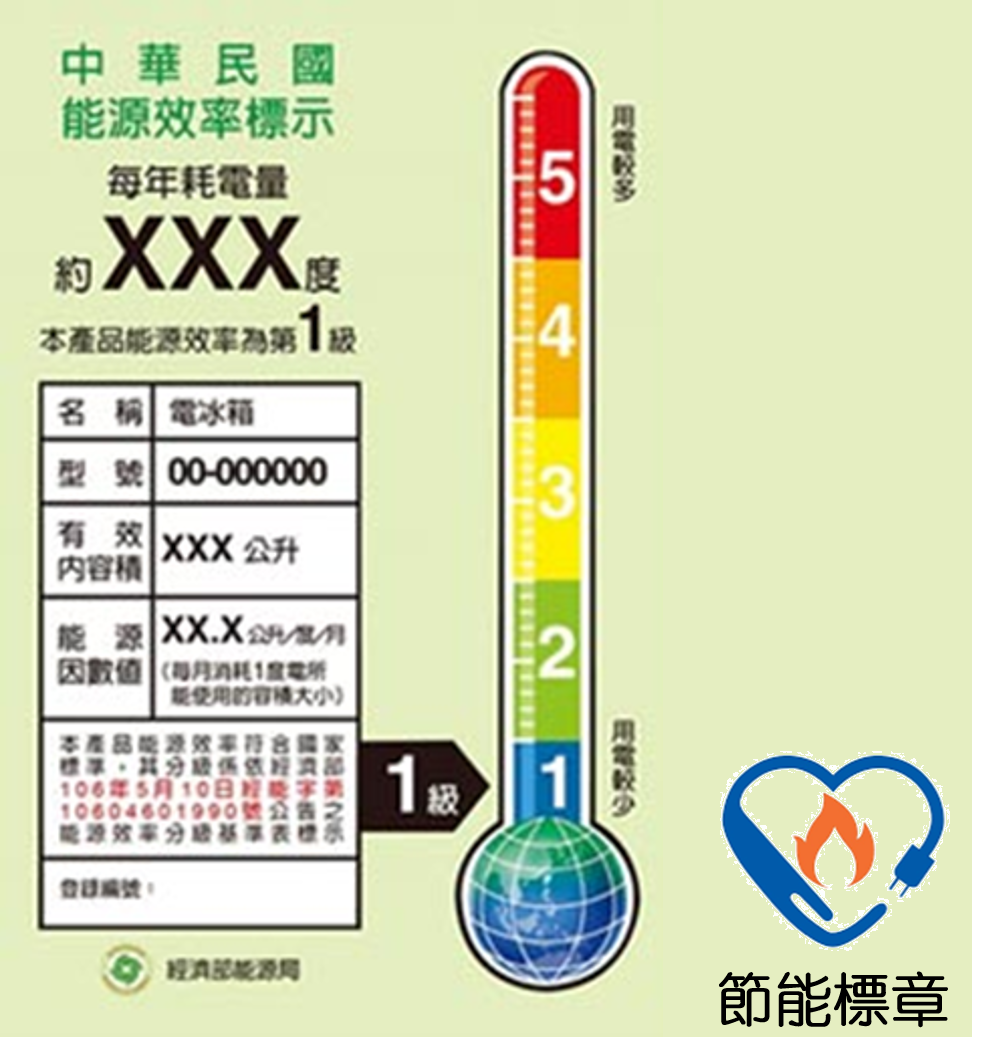 中華民國
能源效率標示
每年耗電量
約XXX度
本產品能源效率為第1級
名稱 電冰箱
型號 00-000000
有效內容積 XXX 公升
能源因數值 XX.X公升/度/月
(每月消耗1度電所
能使用的容積大小)
本產品能源效率符合國家
標準，其分級係依經濟部
106年5月10日經能字第
10604601990號公告之
能源效率分級基準表標示
登錄編號：
經濟部能源局
1級
用電較多
5
4
3
2
1
用電較少
節能標章